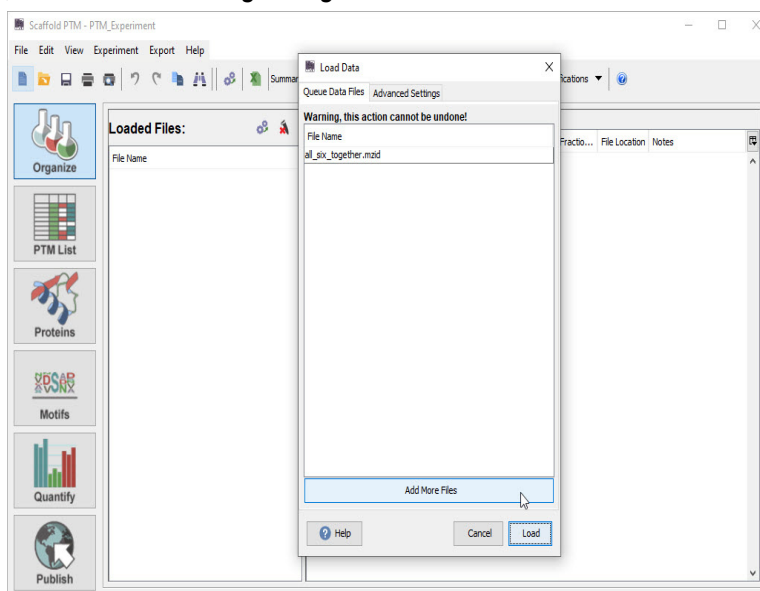 Scaffold PTM - PTM_Experiment
File Edit View Experiment Export Help
Summar
Organize
PTM List
Proteins
Motifs
Quantify
Publish
Loaded Files:
File Name
Load Data
X
Queue Data Files Advanced Settings
Warning, this action cannot be undone!
File Name
all_six_together.mzid
Add More Files
Help Cancel Load
ications
Fractio... File Location Notes